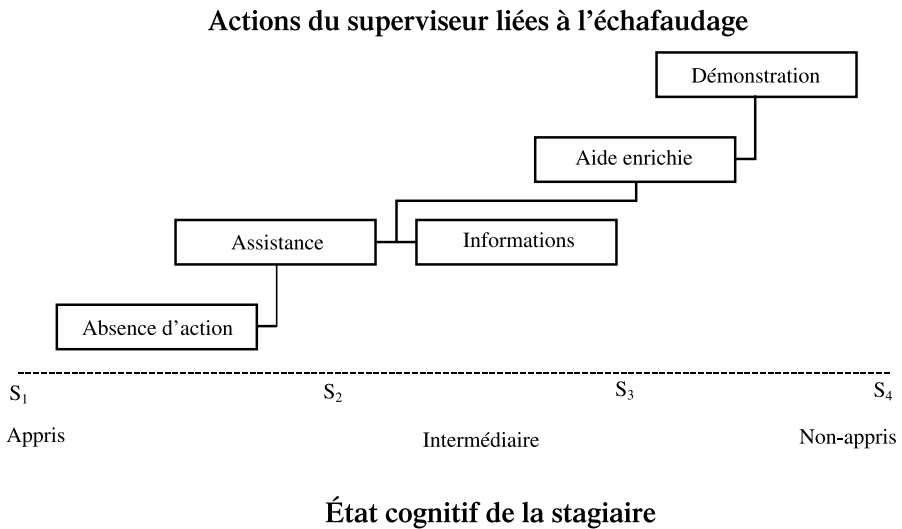 Actions du superviseur liées à l'échafaudage
Démonstration
Aide enrichie
Assistance
Informations
Absence d'action
S₁
S₂
S₃
S₄
Appris
Intermédiaire
Non-appris
État cognitif de la stagiaire